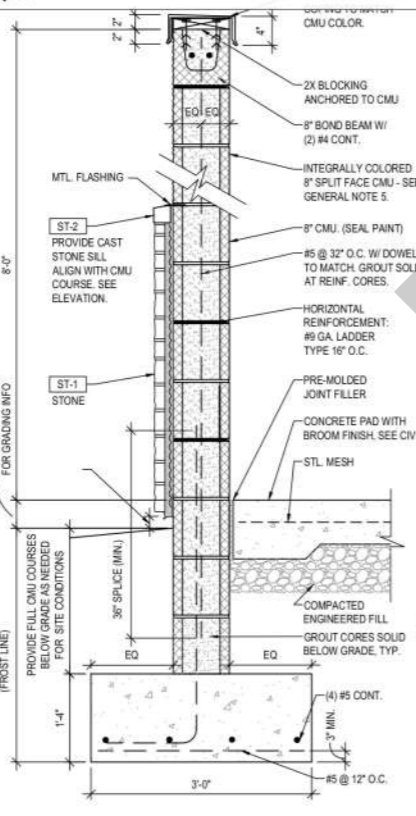 COPING TO MATCH
CMU COLOR.
2"
2"
4"
2X BLOCKING
ANCHORED TO CMU
EQ
EQ
8" BOND BEAM W/
(2) #4 CONT.
MTL. FLASHING
INTEGRALLY COLORED
8" SPLIT FACE CMU - SEE
GENERAL NOTE 5.
ST-2
PROVIDE CAST
STONE SILL
ALIGN WITH CMU
COURSE. SEE
ELEVATION.
8" CMU. (SEAL PAINT)
#5 @ 32" O.C. W/ DOWEL
TO MATCH. GROUT SOLI
AT REINF. CORES.
8'-0"
HORIZONTAL
REINFORCEMENT:
#9 GA. LADDER
TYPE 16" O.C.
ST-1
STONE
PRE-MOLDED
JOINT FILLER
CONCRETE PAD WITH
BROOM FINISH. SEE CIV
STL. MESH
FOR GRADING INFO
36" SPLICE (MIN.)
PROVIDE FULL CMU COURSES
BELOW GRADE AS NEEDED
FOR SITE CONDITIONS
(FROST LINE)
COMPACTED
ENGINEERED FILL
GROUT CORES SOLID
BELOW GRADE, TYP.
EQ
EQ
1'-4"
(4) #5 CONT.
3" MIN.
3'-0"
#5 @ 12" O.C.